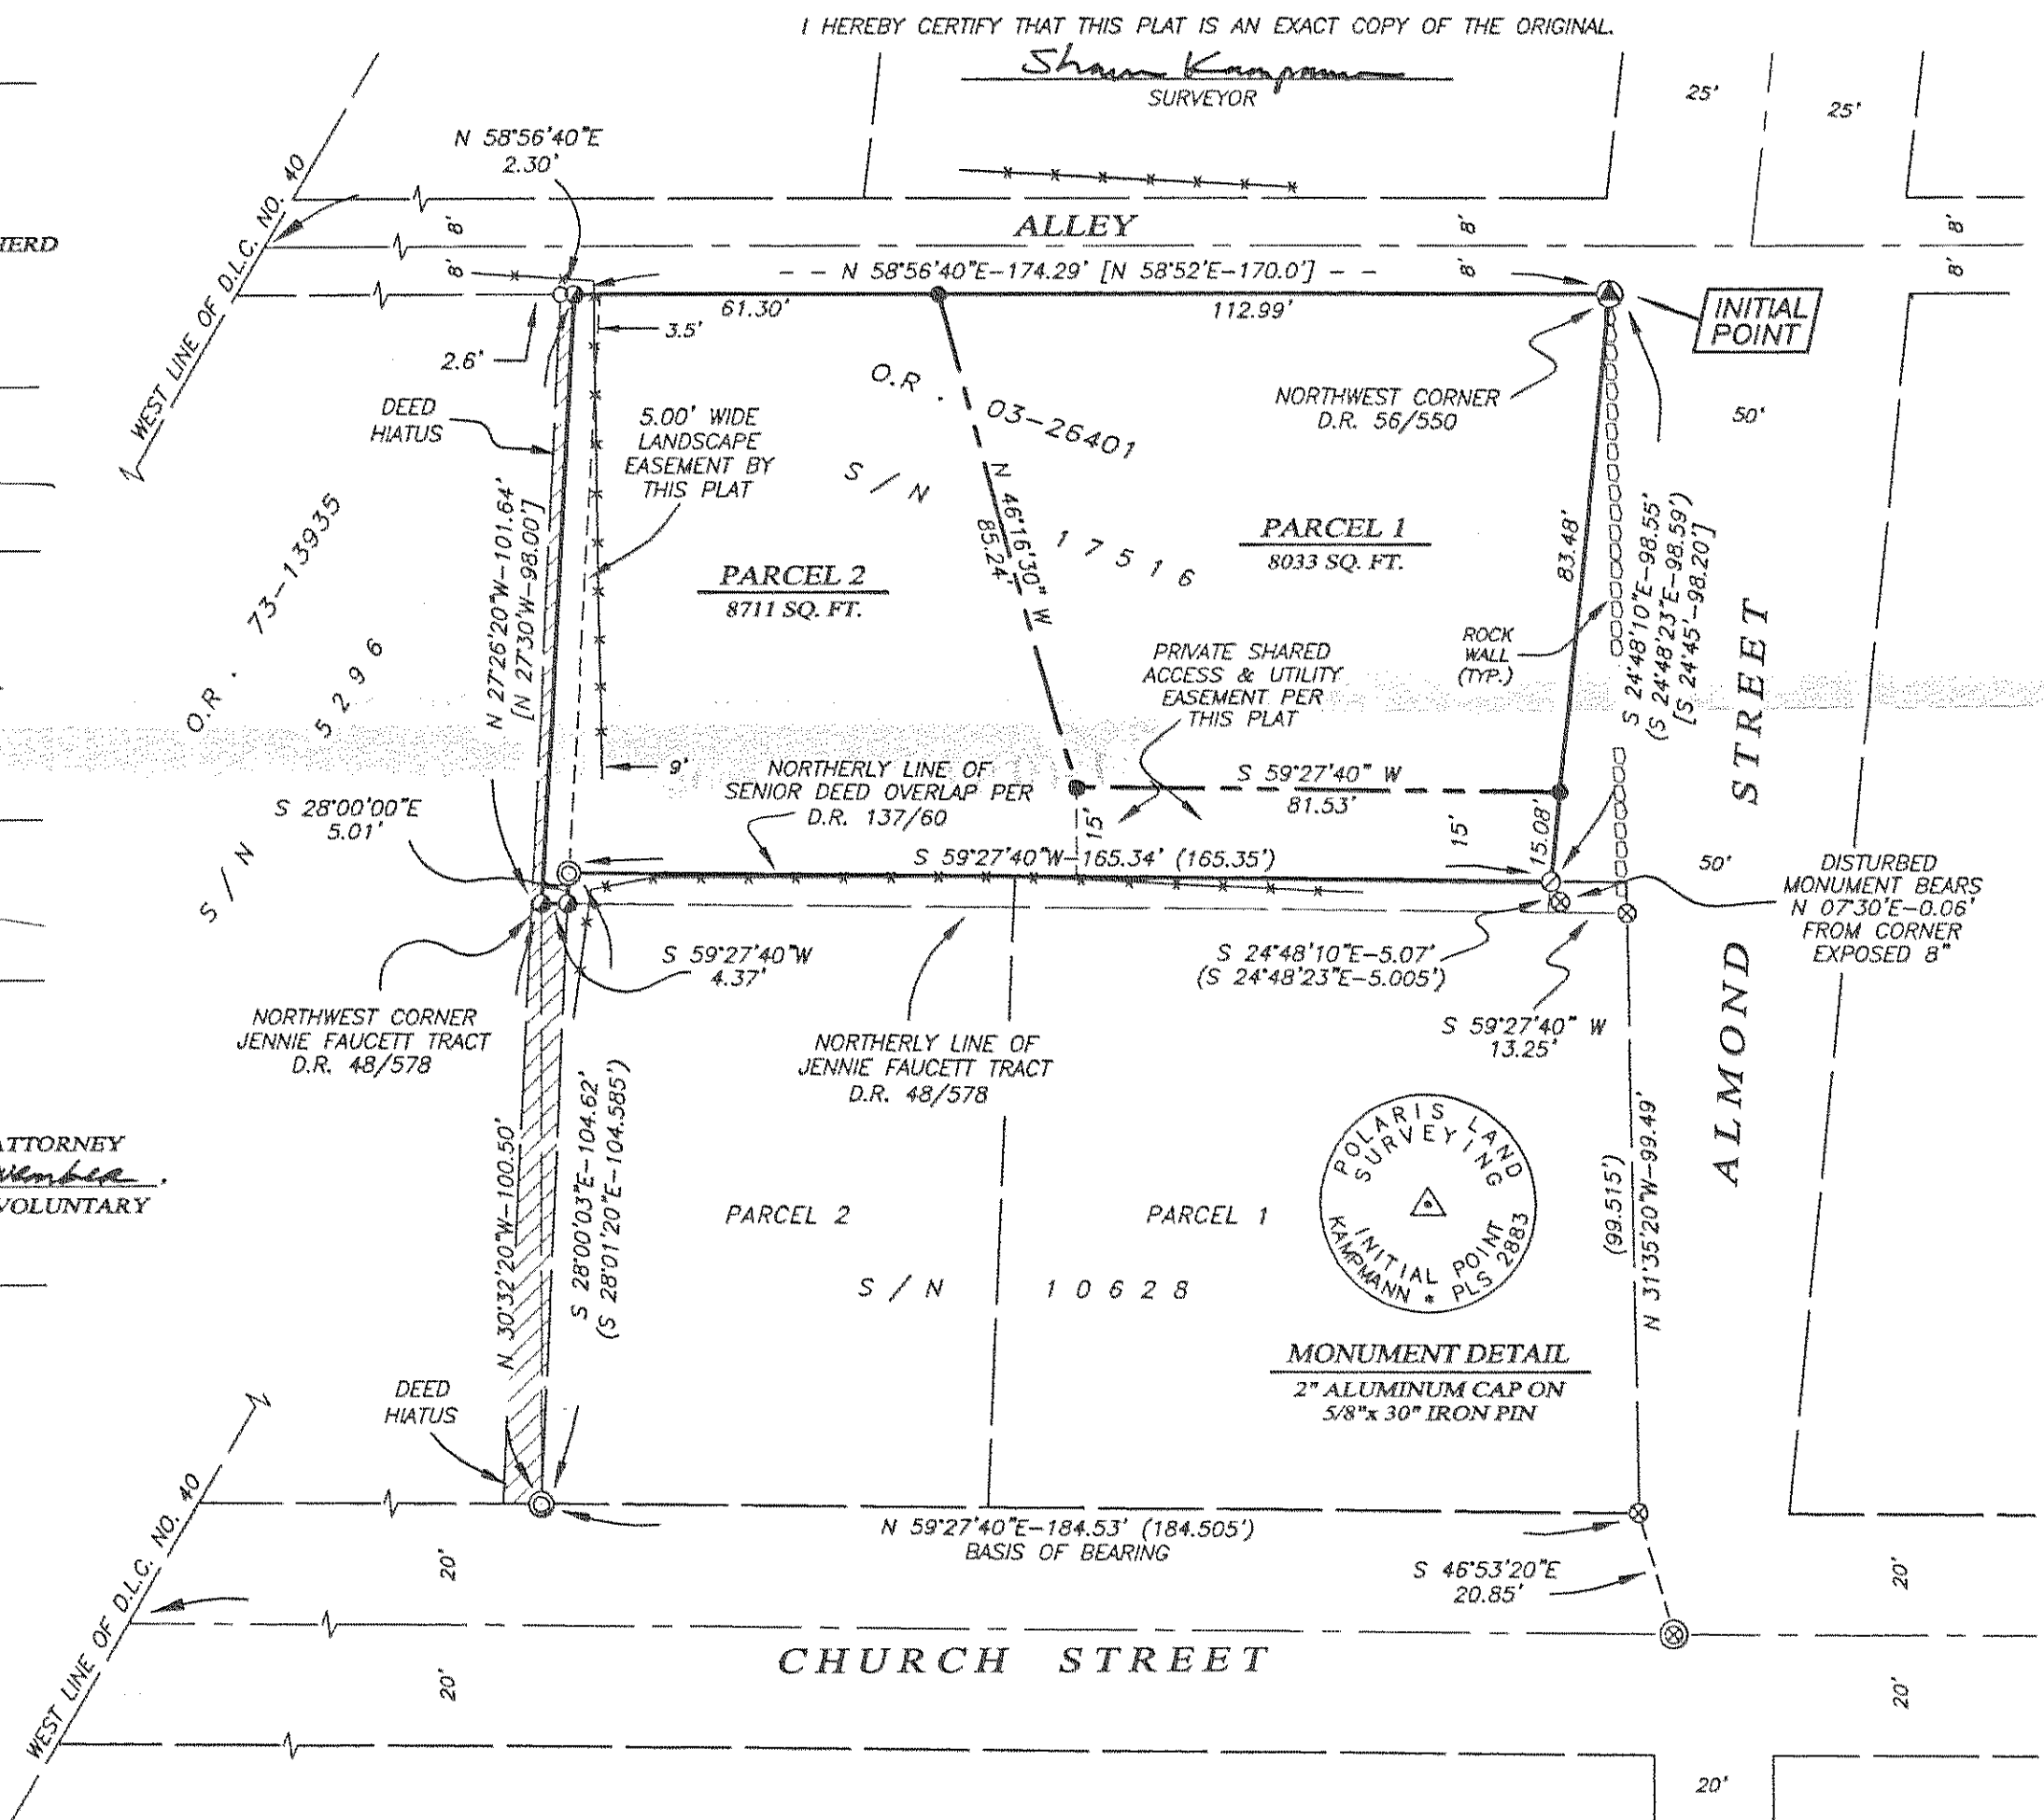 I HEREBY CERTIFY THAT THIS PLAT IS AN EXACT COPY OF THE ORIGINAL.
SURVEYOR
25'
25'
N 58°56'40"E
2.30'
WEST LINE OF D.L.C. NO. 40
8'
8'
ALLEY
8'
8'
8'
8'
HERD
- - N 58°56'40"E-174.29' [N 58°52'E-170.0'] - -
61.30'
112.99'
INITIAL
POINT
3.5'
2.6'
DEED
HIATUS
5.00' WIDE
LANDSCAPE
EASEMENT BY
THIS PLAT
O.R. 03-26401
S/N 17516
NORTHWEST CORNER
D.R. 56/550
50'
N 27°26'20"W-101.64'
[N 27°30'W-98.00']
N 46°16'30" W
85.24'
PARCEL 1
8033 SQ. FT.
83.48'
S 24°48'10"E-98.55'
(S 24°48'23"E-98.59')
[S 24°45'-98.20']
PARCEL 2
8711 SQ. FT.
O.R. 73-13935
S/N 5296
ROCK
WALL
(TYP.)
PRIVATE SHARED
ACCESS & UTILITY
EASEMENT PER
THIS PLAT
ALMOND STREET
9'
NORTHERLY LINE OF
SENIOR DEED OVERLAP PER
D.R. 137/60
S 59°27'40" W
81.53'
S 28°00'00"E
5.01'
15'
15'
15.08'
S 59°27'40"W-165.34' (165.35')
50'
DISTURBED
MONUMENT BEARS
N 07°30'E-0.06'
FROM CORNER
EXPOSED 8"
S 59°27'40"W
4.37'
S 24°48'10"E-5.07'
(S 24°48'23"E-5.005')
S 59°27'40" W
13.25'
NORTHWEST CORNER
JENNIE FAUCETT TRACT
D.R. 48/578
NORTHERLY LINE OF
JENNIE FAUCETT TRACT
D.R. 48/578
N 30°32'20"W-100.50'
S 28°00'03"E-104.62'
(S 28°01'20"E-104.585')
ATTORNEY
VOLUNTARY
PARCEL 2
PARCEL 1
S/N 10628
POLARIS LAND
SURVEYING
INITIAL POINT
KAMPMANN * PLS 2883
(99.515')
N 31°35'20"W-99.49'
MONUMENT DETAIL
2" ALUMINUM CAP ON
5/8"x 30" IRON PIN
DEED
HIATUS
N 59°27'40"E-184.53' (184.505')
BASIS OF BEARING
S 46°53'20"E
20.85'
WEST LINE OF D.L.C. NO. 40
20'
20'
CHURCH STREET
20'
20'
20'